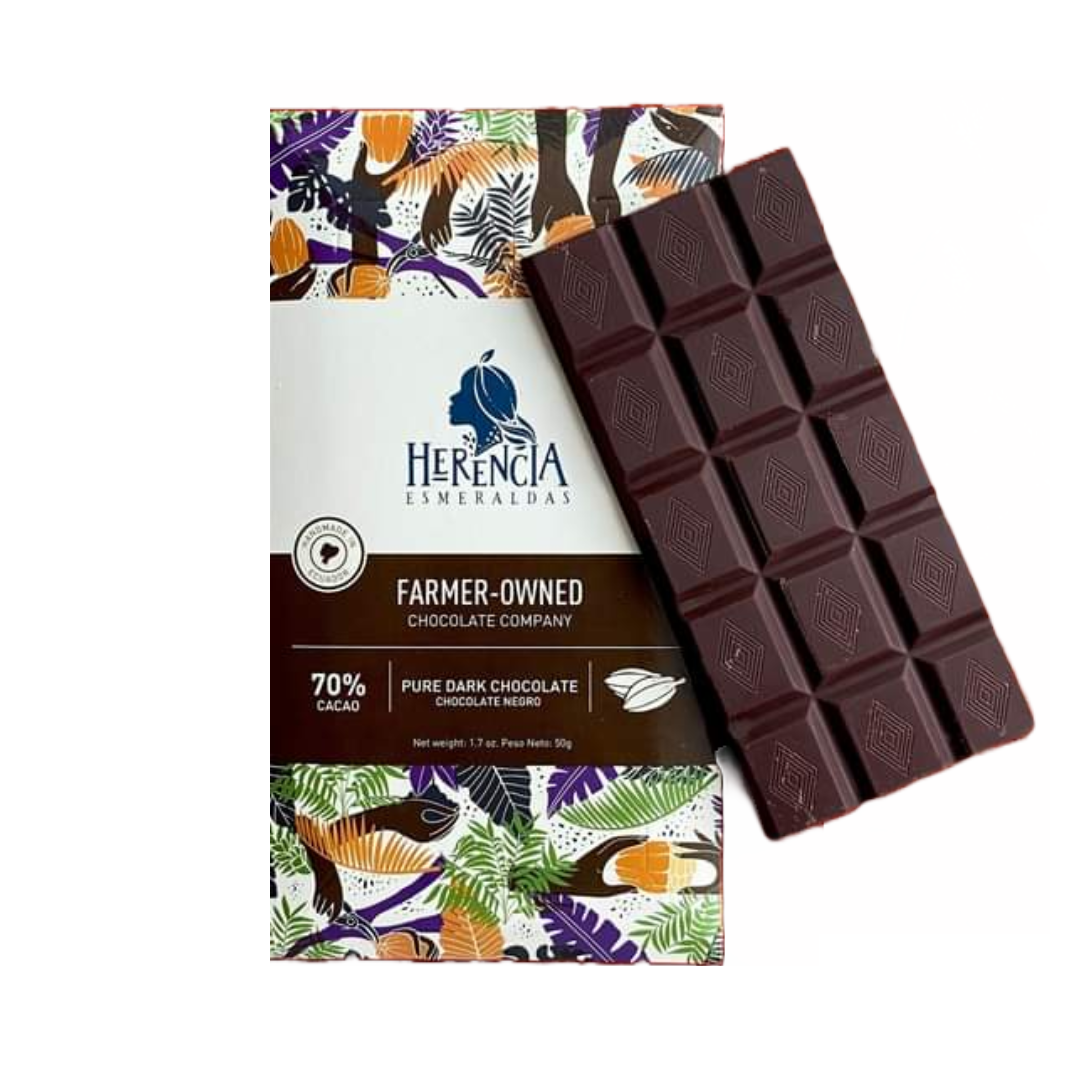 HERENCIA
ESMERALDAS
HANDMADE IN
ECUADOR
FARMER-OWNED
CHOCOLATE COMPANY
70%
CACAO
PURE DARK CHOCOLATE
CHOCOLATE NEGRO
Net weight: 1.7 oz. Peso Neto: 50g